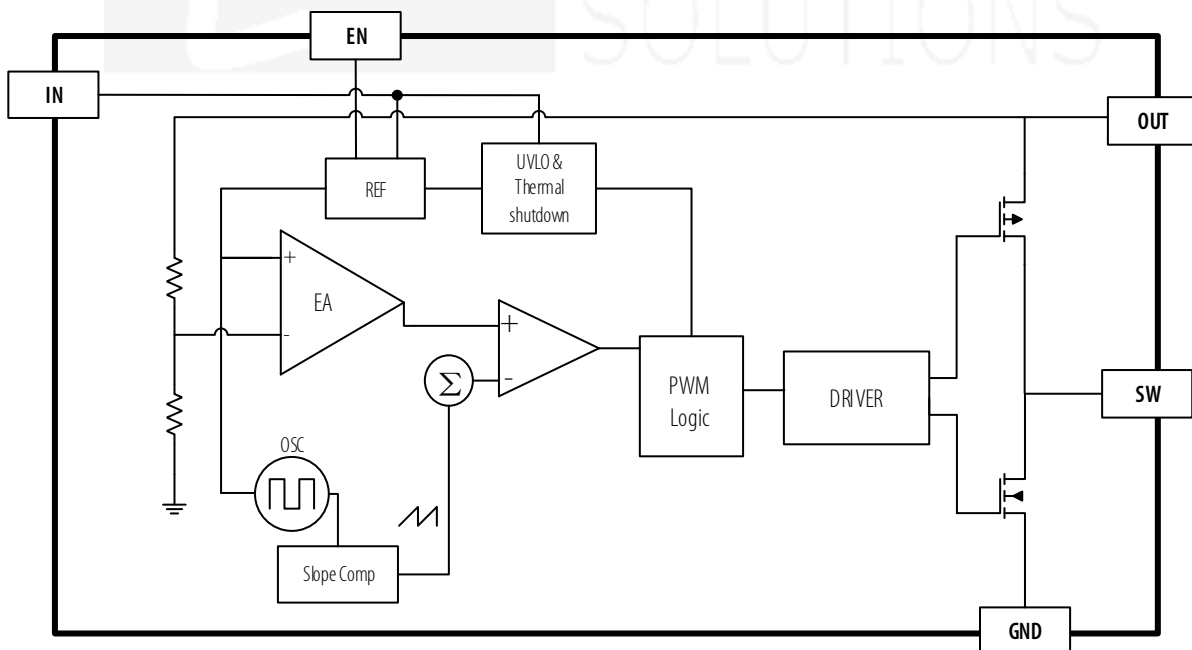 SOLUTIONS
EN
IN
OUT
UVLO &
Thermal
shutdown
REF
+
EA
-
+
Σ
-
PWM
Logic
DRIVER
SW
OSC
Slope Comp
GND